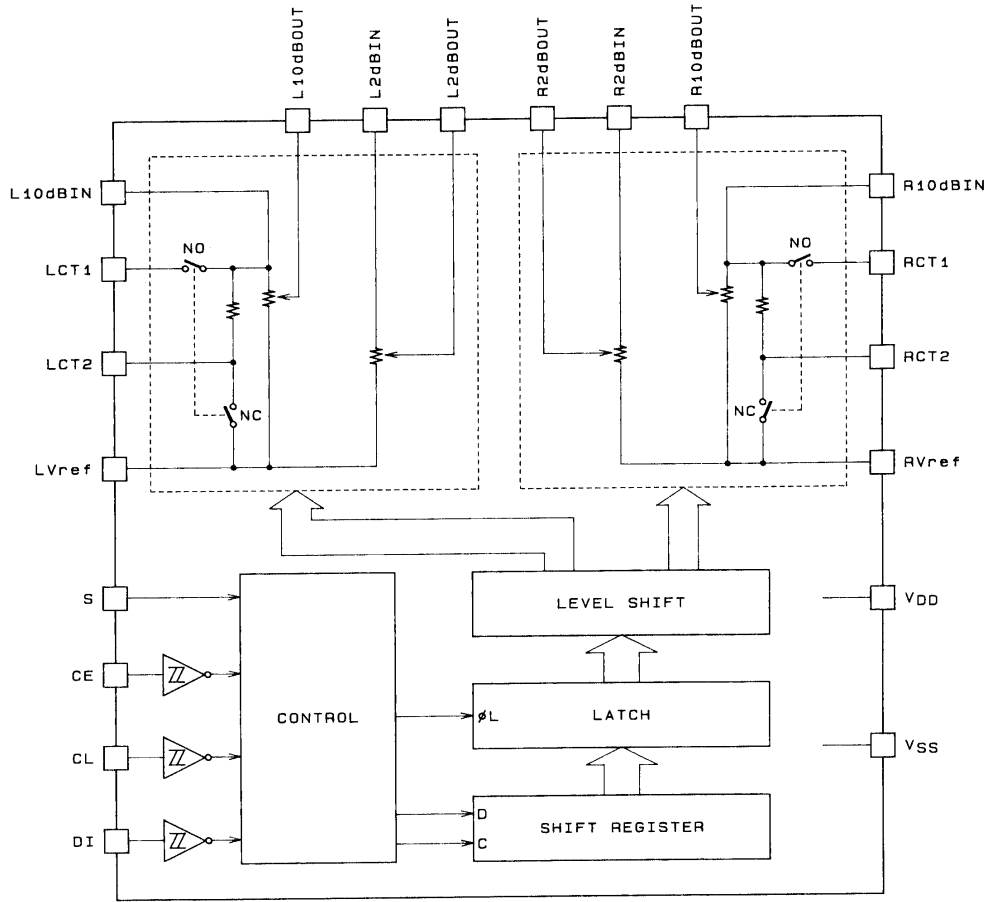 L10dBOUT
L2dBIN
L2dBOUT
R2dBOUT
R2dBIN
R10dBOUT
L10dBIN
R10dBIN
NO
NO
LCT1
RCT1
LCT2
RCT2
NC
NC
LVref
RVref
S
LEVEL SHIFT
VDD
CE
CONTROL
øL
LATCH
VSS
CL
D
SHIFT REGISTER
C
DI